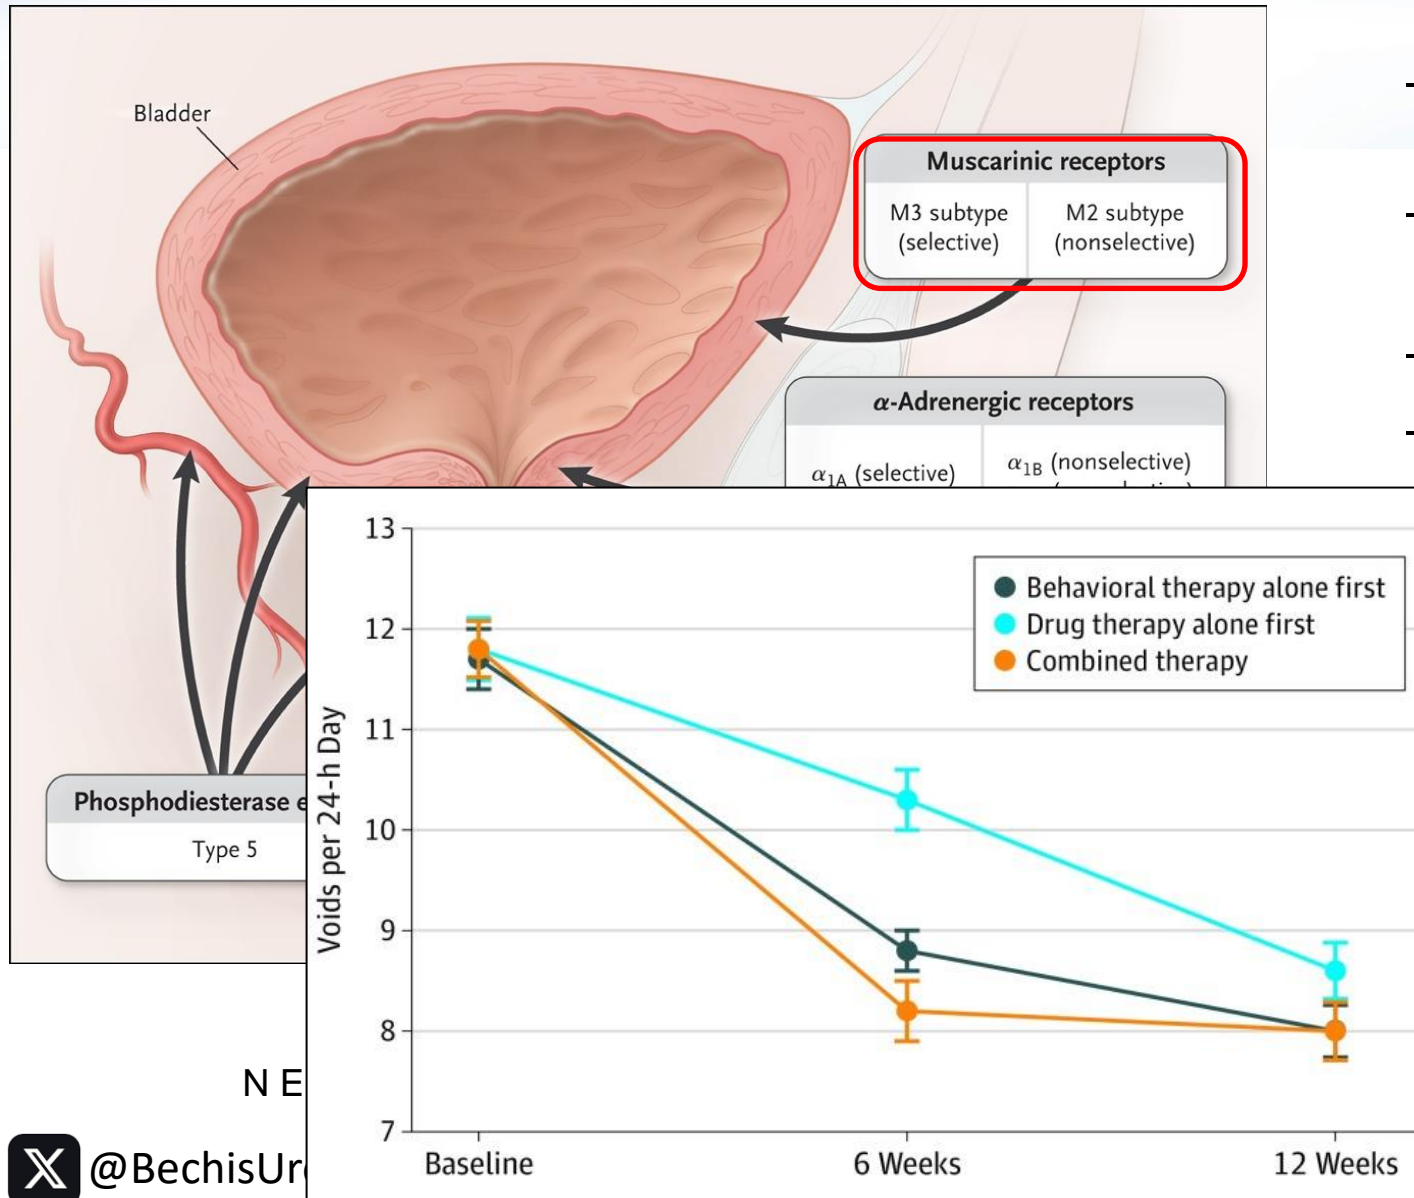 Bladder
Muscarinic receptors
M3 subtype
(selective)
M2 subtype
(nonselective)
α-Adrenergic receptors
α1A (selective)
α1B (nonselective)
Phosphodiesterase
Type 5
13
12
11
10
9
8
7
Voids per 24-h Day
Behavioral therapy alone first
Drug therapy alone first
Combined therapy
Baseline
6 Weeks
12 Weeks
N E
@BechisUr